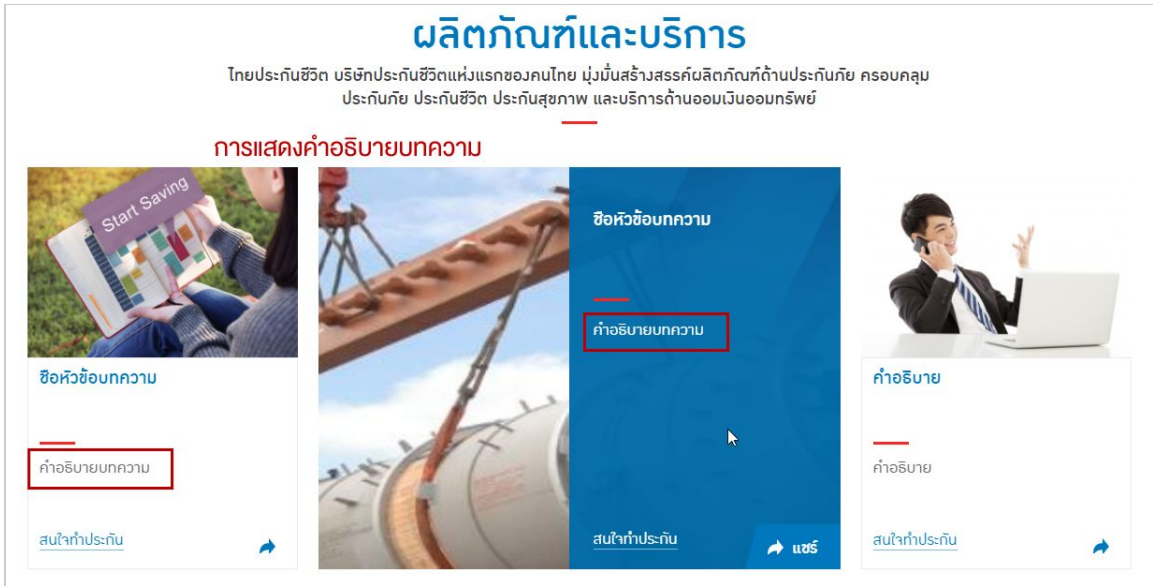 ผลิตภัณฑ์และบริการ
ไทยประกันชีวิต บริษัทประกันชีวิตแห่งแรกของคนไทย มุ่งมั่นสร้างสรรค์ผลิตภัณฑ์ด้านประกันภัย ครอบคลุม
ประกันภัย ประกันชีวิต ประกันสุขภาพ และบริการด้านออมเงินออมทรัพย์
การแสดงคำอธิบายบทความ
Start Saving
ชื่อหัวข้อบทความ
คำอธิบายบทความ
สนใจทำประกัน
ชื่อหัวข้อบทความ
คำอธิบายบทความ
สนใจทำประกัน
แชร์
คำอธิบาย
คำอธิบาย
สนใจทำประกัน